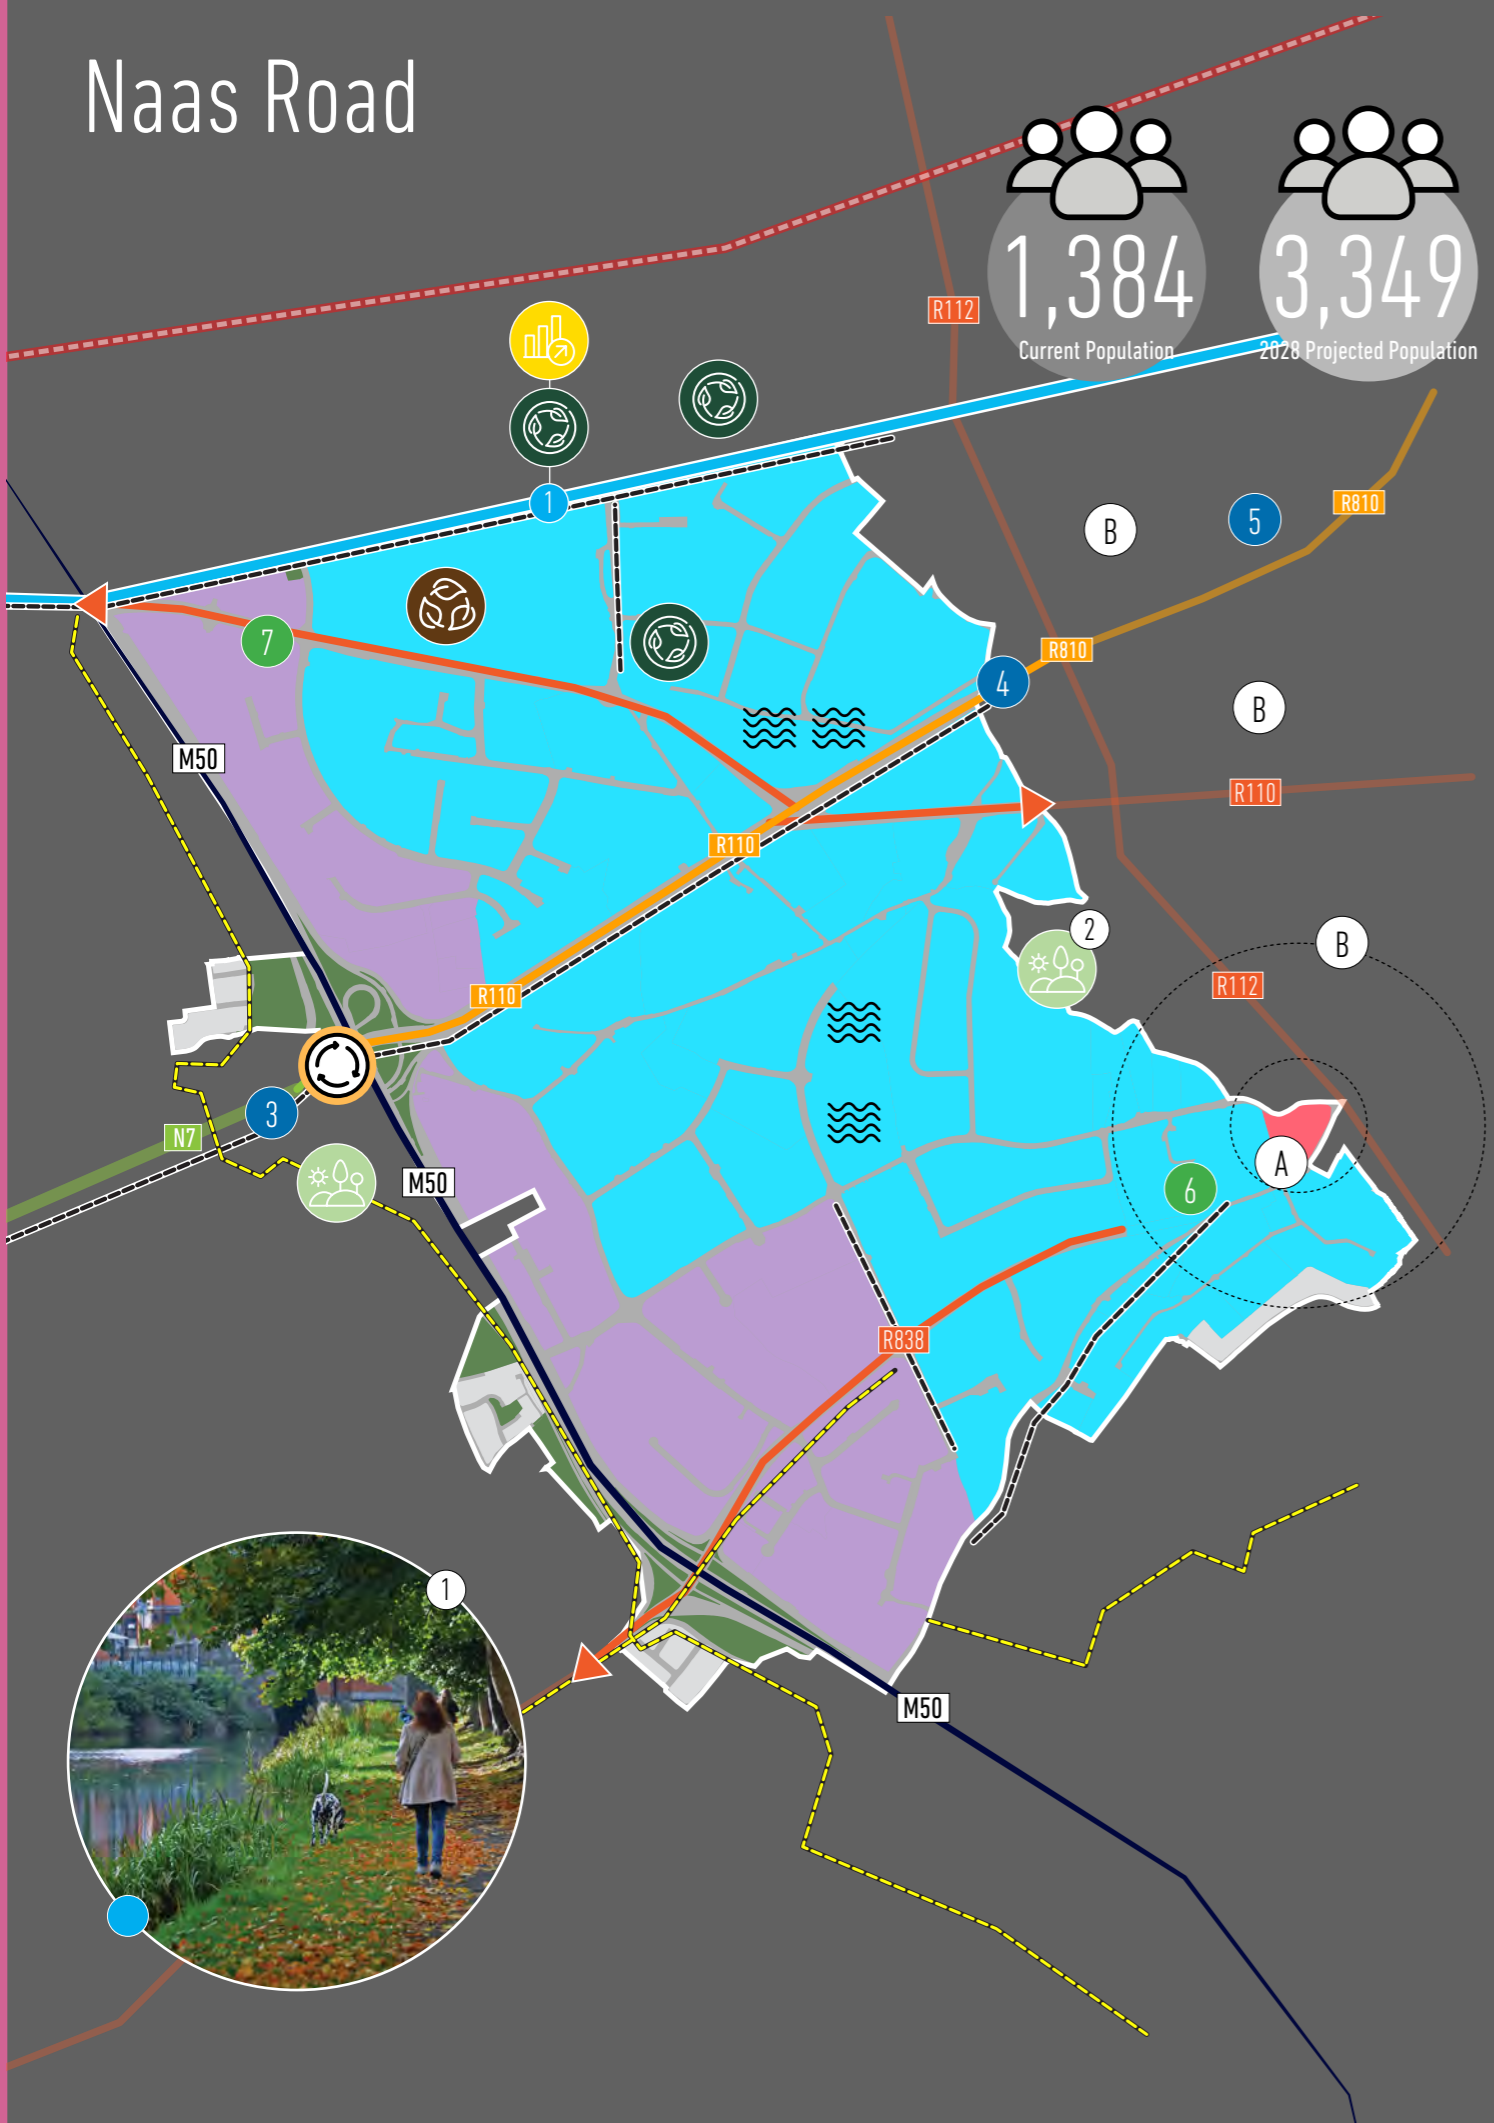 Naas Road
1,384
Current Population
3,349
2028 Projected Population
R112
1
B
5
R810
7
4
R810
B
M50
R110
R110
2
B
R112
R110
3
N7
M50
A
6
R838
1
M50